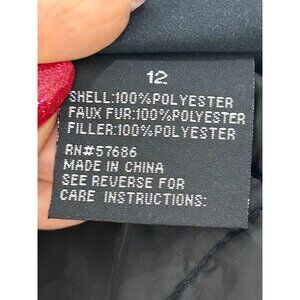 12
SHELL:100%POLYESTER
FAUX FUR:100%POLYESTER
FILLER:100%POLYESTER
RN#57686
MADE IN CHINA
SEE REVERSE FOR
CARE INSTRUCTIONS: